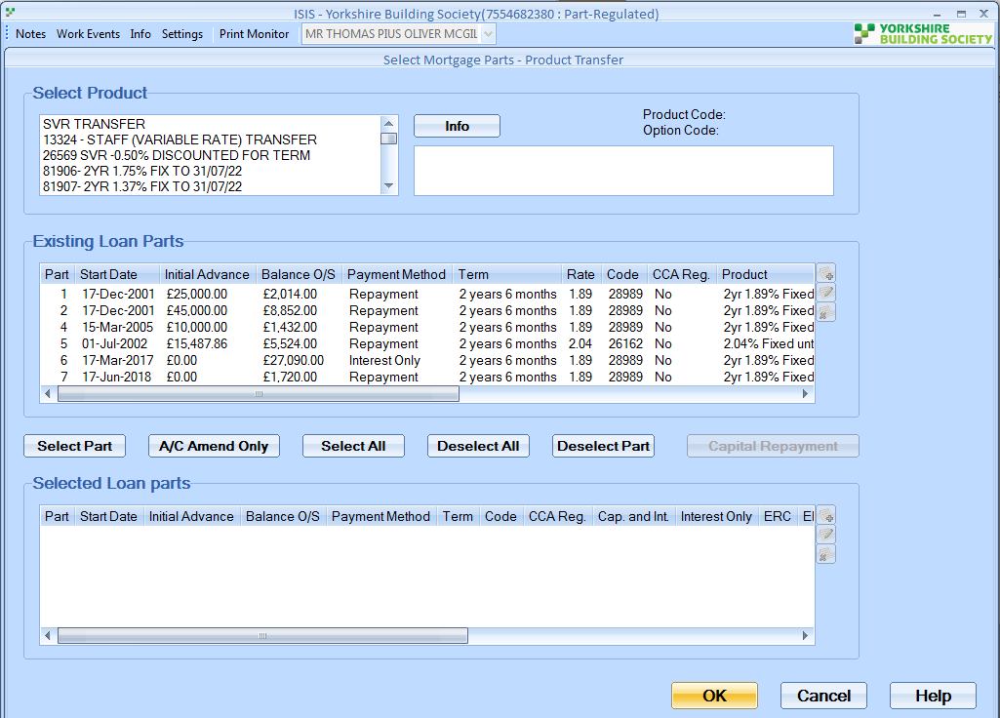 ISIS - Yorkshire Building Society(7554682380 : Part-Regulated)
Notes Work Events Info Settings Print Monitor MR THOMAS PIUS OLIVER MCGIL
YORKSHIRE
BUILDING SOCIETY
Select Mortgage Parts - Product Transfer
Select Product
SVR TRANSFER
13324 - STAFF (VARIABLE RATE) TRANSFER
26569 SVR -0.50% DISCOUNTED FOR TERM
81906- 2YR 1.75% FIX TO 31/07/22
81907- 2YR 1.37% FIX TO 31/07/22
Info
Product Code:
Option Code:
Existing Loan Parts
Part Start Date Initial Advance Balance O/S Payment Method Term Rate Code CCA Reg. Product
1 17-Dec-2001 £25,000.00 £2,014.00 Repayment 2 years 6 months 1.89 28989 No 2yr 1.89% Fixed
2 17-Dec-2001 £45,000.00 £8,852.00 Repayment 2 years 6 months 1.89 28989 No 2yr 1.89% Fixed
4 15-Mar-2005 £10,000.00 £1,432.00 Repayment 2 years 6 months 1.89 28989 No 2yr 1.89% Fixed
5 01-Jul-2002 £15,487.86 £5,524.00 Repayment 2 years 6 months 2.04 26162 No 2.04% Fixed unt
6 17-Mar-2017 £0.00 £27,090.00 Interest Only 2 years 6 months 1.89 28989 No 2yr 1.89% Fixed
7 17-Jun-2018 £0.00 £1,720.00 Repayment 2 years 6 months 1.89 28989 No 2yr 1.89% Fixed
Select Part A/C Amend Only Select All Deselect All Deselect Part Capital Repayment
Selected Loan parts
Part Start Date Initial Advance Balance O/S Payment Method Term Code CCA Reg. Cap. and Int. Interest Only ERC El
OK Cancel Help